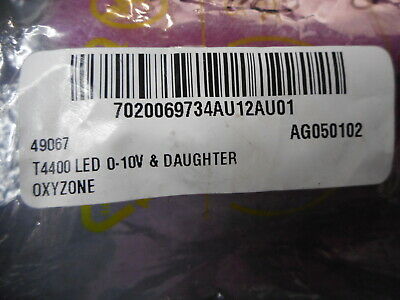 7020069734AU12AU01
49067 AG050102
T4400 LED 0-10V & DAUGHTER
OXYZONE